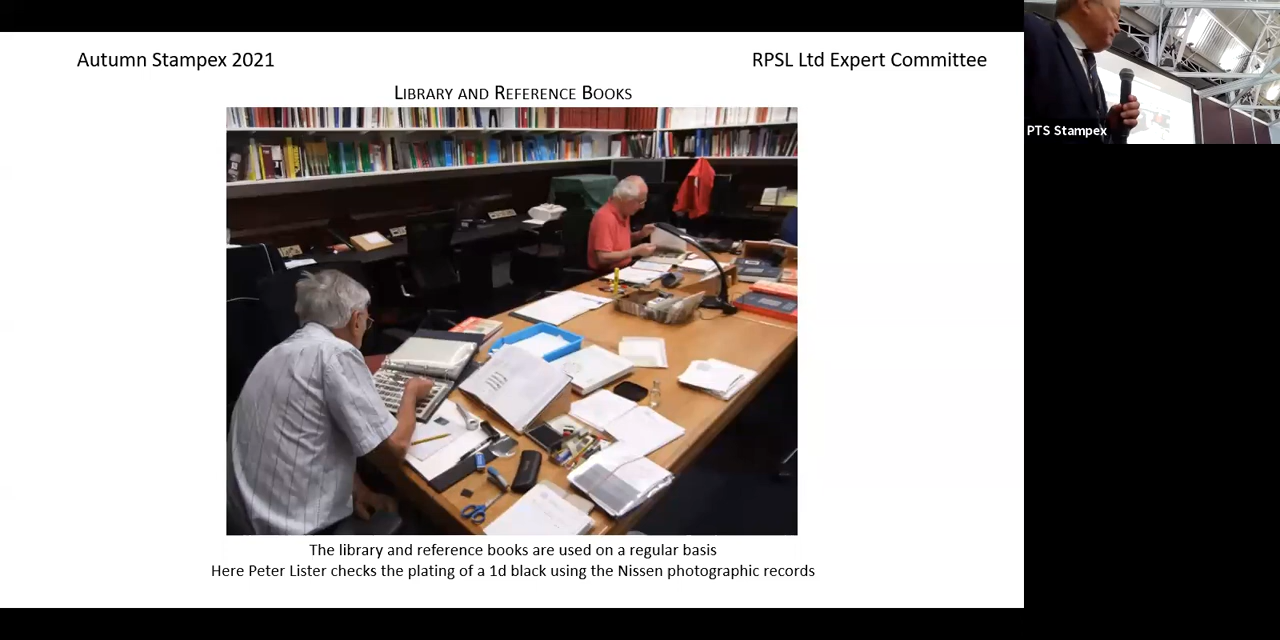 Autumn Stampex 2021
RPSL Ltd Expert Committee
LIBRARY AND REFERENCE BOOKS
PTS Stampex
The library and reference books are used on a regular basis
Here Peter Lister checks the plating of a 1d black using the Nissen photographic records